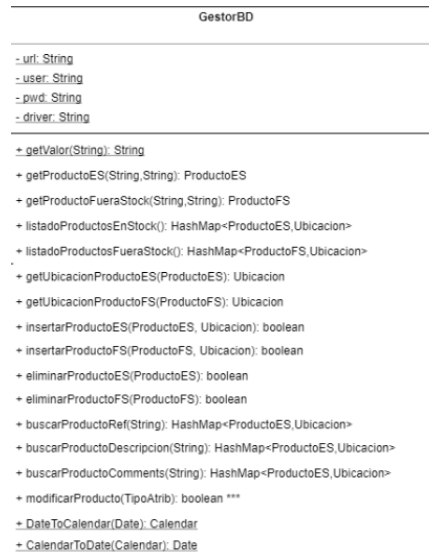 GestorBD
- url: String
- user: String
- pwd: String
- driver: String
+ getValor(String): String
+ getProductoES(String,String): ProductoES
+ getProductoFueraStock(String,String): ProductoFS
+ listadoProductosEnStock(): HashMap<ProductoES,Ubicacion>
+ listadoProductosFueraStock(): HashMap<ProductoFS,Ubicacion>
+ getUbicacionProductoES(ProductoES): Ubicacion
+ getUbicacionProductoFS(ProductoFS): Ubicacion
+ insertarProductoES(ProductoES, Ubicacion): boolean
+ insertarProductoFS(ProductoFS, Ubicacion): boolean
+ eliminarProductoES(ProductoES): boolean
+ eliminarProductoFS(ProductoFS): boolean
+ buscarProductoRef(String): HashMap<ProductoES,Ubicacion>
+ buscarProductoDescripcion(String): HashMap<ProductoES,Ubicacion>
+ buscarProductoComments(String): HashMap<ProductoES,Ubicacion>
+ modificarProducto(TipoAtrib): boolean ***
+ DateToCalendar(Date): Calendar
+ CalendarToDate(Calendar): Date